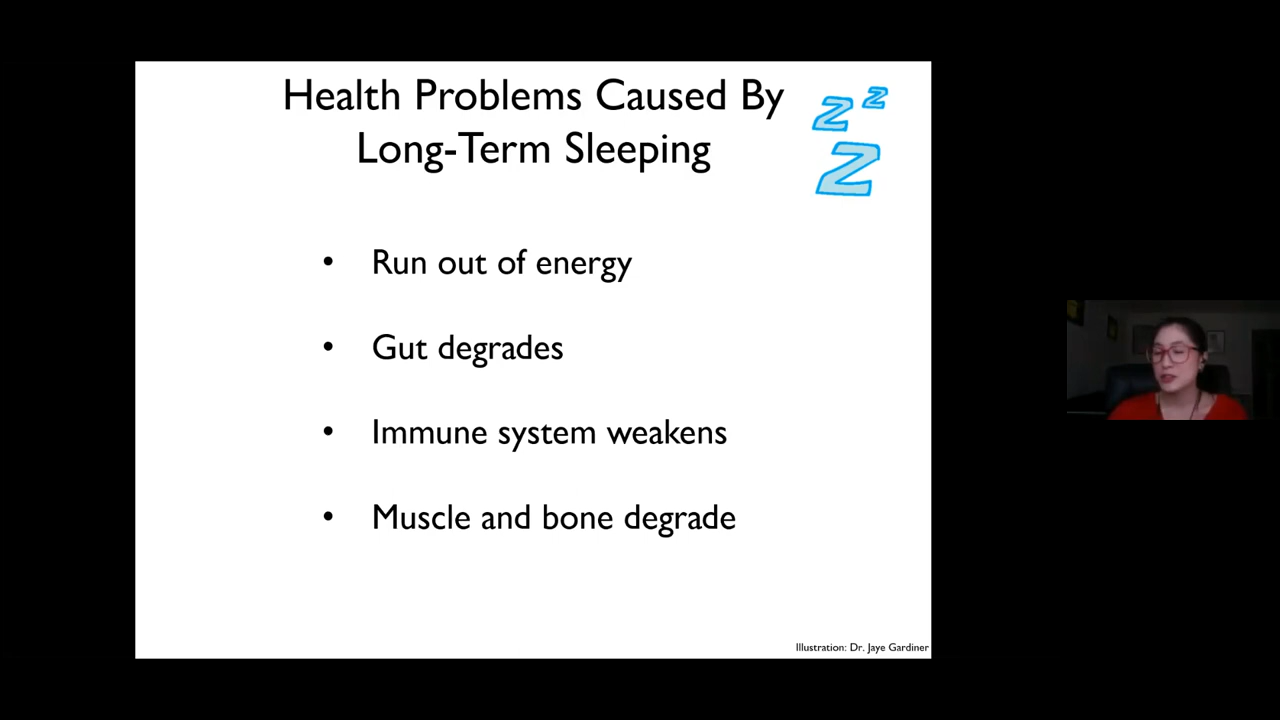 Health Problems Caused By
Long-Term Sleeping
z
Z
Z
• Run out of energy
• Gut degrades
• Immune system weakens
• Muscle and bone degrade
Illustration: Dr. Jaye Gardiner